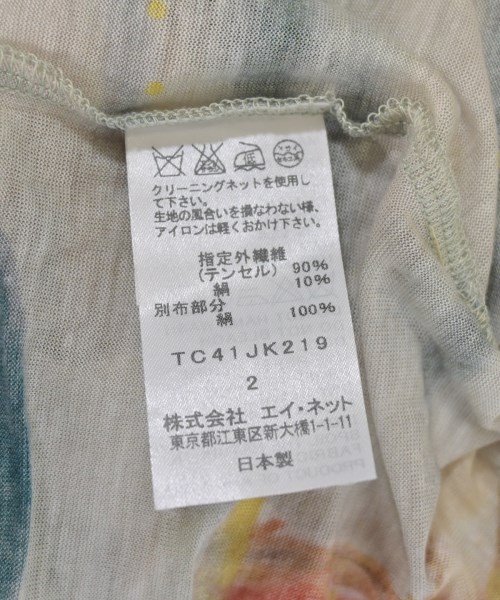 低
クリーニングネットを使用し
て下さい。
生地の風合いを損なわない様、
アイロンは軽くおかけ下さい。
指定外繊維
(テンセル) 90%
絹 10%
別布部分
絹 100%
TC41JK219
2
株式会社 エイ・ネット
東京都江東区新大橋1-1-11
日本製